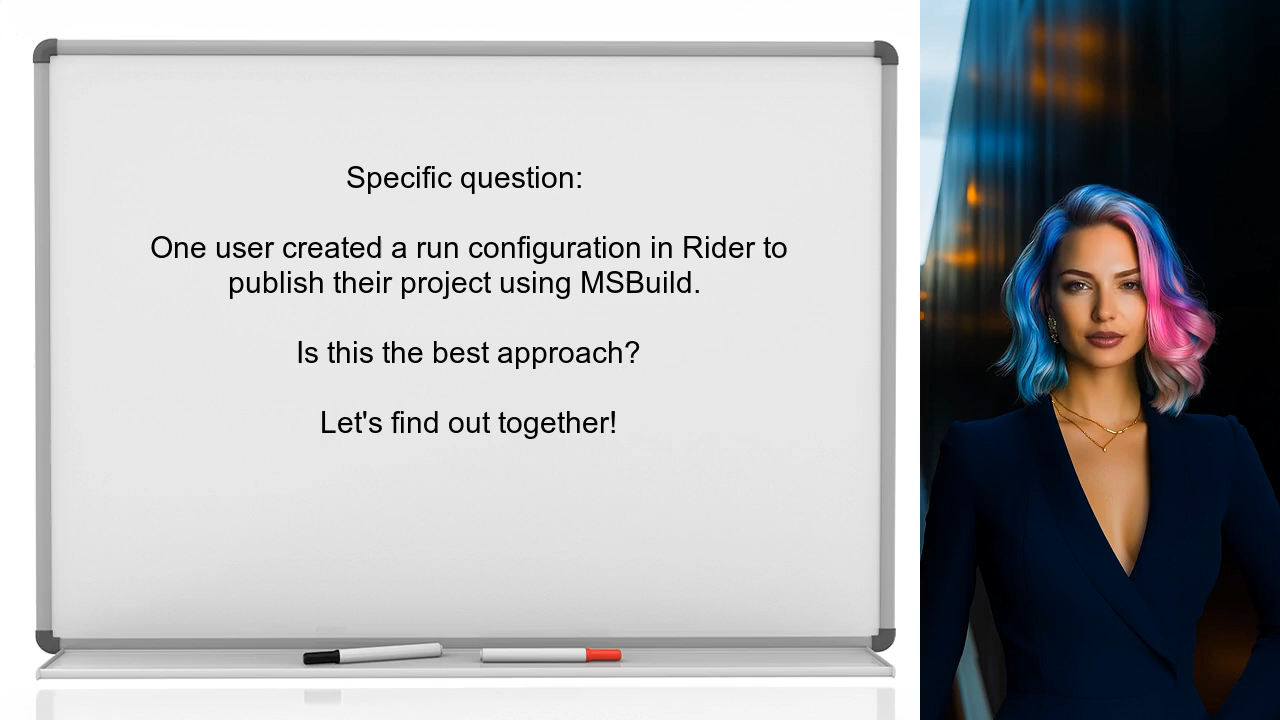 Specific question:
One user created a run configuration in Rider to
publish their project using MSBuild.
Is this the best approach?
Let's find out together!